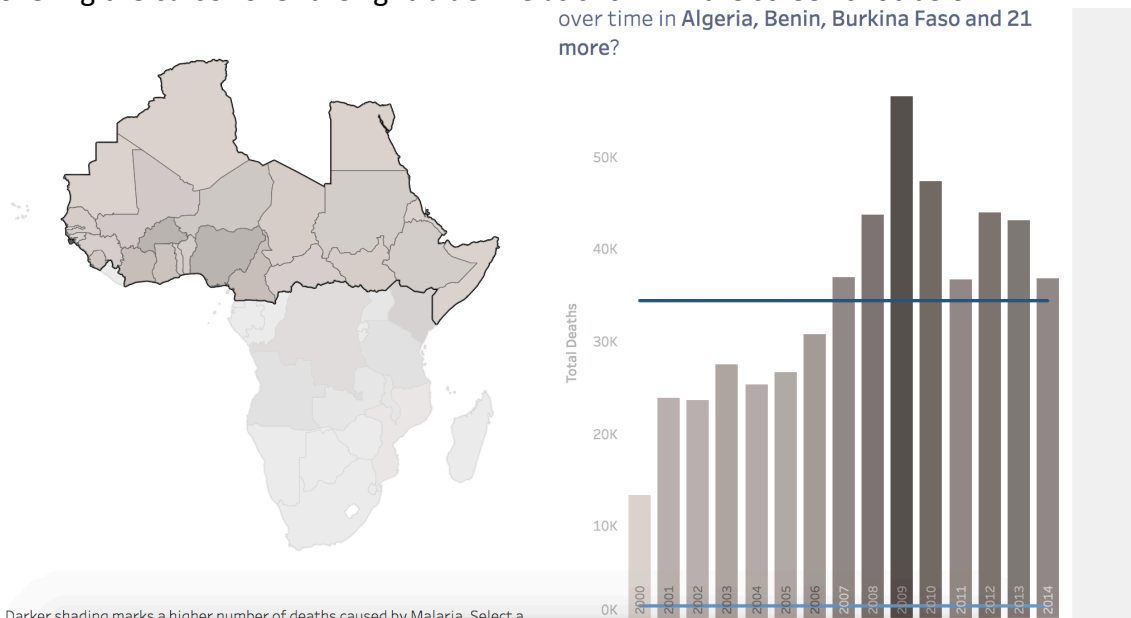 over time in Algeria, Benin, Burkina Faso and 21
more?
50K
40K
30K
20K
10K
0K
Total Deaths
2000
2001
2002
2003
2004
2005
2006
2007
2008
2009
2010
2011
2012
2013
2014
Darker shading marks a higher number of deaths caused by Malaria. Select a